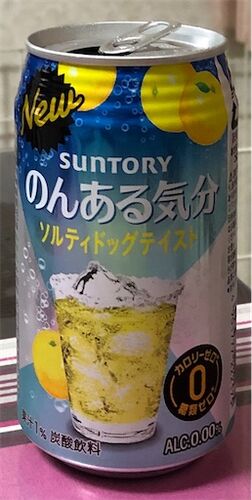 New
SUNTORY
のんある気分
ソルティドッグテイスト
カロリーゼロ※
0
糖類ゼロ※
果汁1% 炭酸飲料
ALC.0.00%